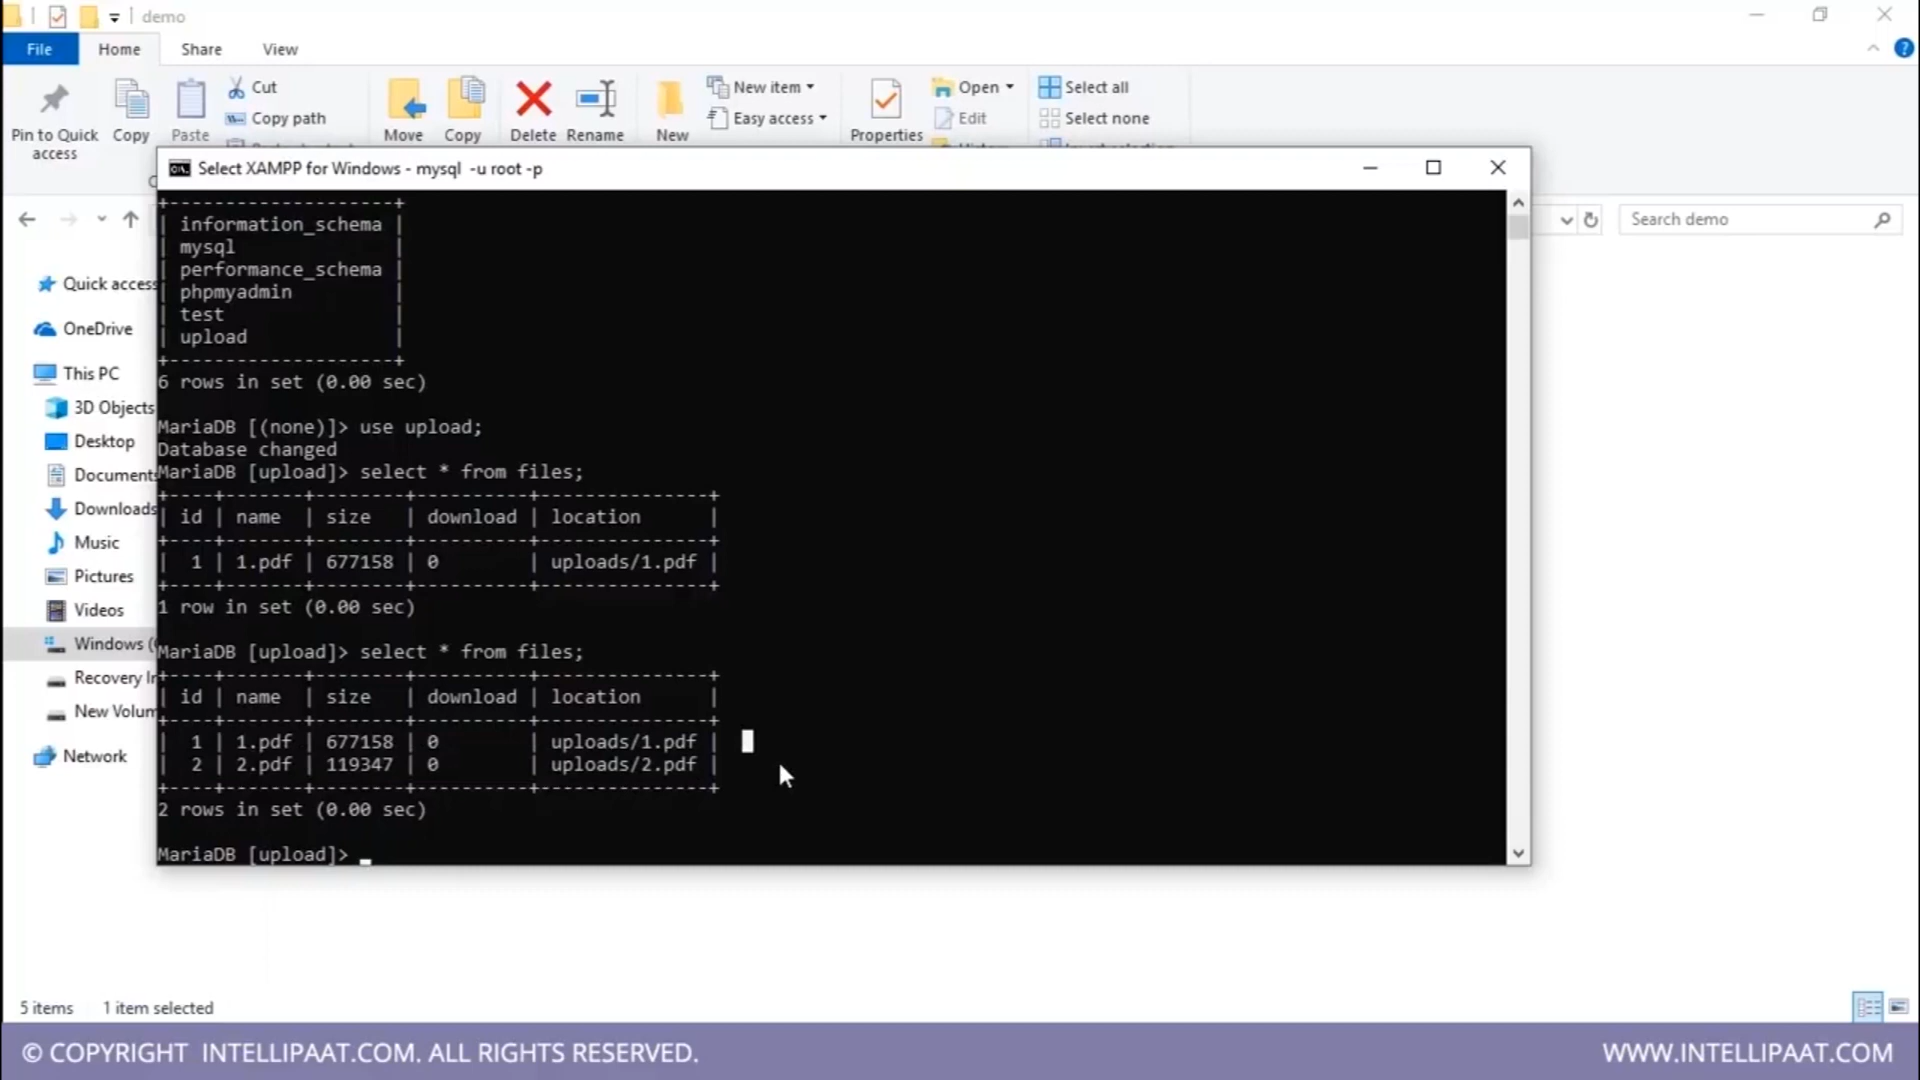 demo
File Home Share View
Pin to Quick access
Copy
Paste
Cut
Copy path
Move
Copy
Delete
Rename
New
New item
Easy access
Properties
Open
Edit
Select all
Select none
Select XAMPP for Windows - mysql  -u root -p
Search demo
Quick access
OneDrive
This PC
3D Objects
Desktop
Document
Downloads
Music
Pictures
Videos
Windows (
Recovery
New Volum
Network
+--------------------+
| information_schema |
| mysql              |
| performance_schema |
| phpmyadmin         |
| test               |
| upload             |
+--------------------+
6 rows in set (0.00 sec)
MariaDB [(none)]> use upload;
Database changed
MariaDB [upload]> select * from files;
+----+-------+--------+----------+---------------+
| id | name  | size   | download | location      |
+----+-------+--------+----------+---------------+
|  1 | 1.pdf | 677158 | 0        | uploads/1.pdf |
+----+-------+--------+----------+---------------+
1 row in set (0.00 sec)
MariaDB [upload]> select * from files;
+----+-------+--------+----------+---------------+
| id | name  | size   | download | location      |
+----+-------+--------+----------+---------------+
|  1 | 1.pdf | 677158 | 0        | uploads/1.pdf |
|  2 | 2.pdf | 119347 | 0        | uploads/2.pdf |
+----+-------+--------+----------+---------------+
2 rows in set (0.00 sec)
MariaDB [upload]>
5 items 1 item selected
© COPYRIGHT INTELLIPAAT.COM. ALL RIGHTS RESERVED. WWW.INTELLIPAAT.COM